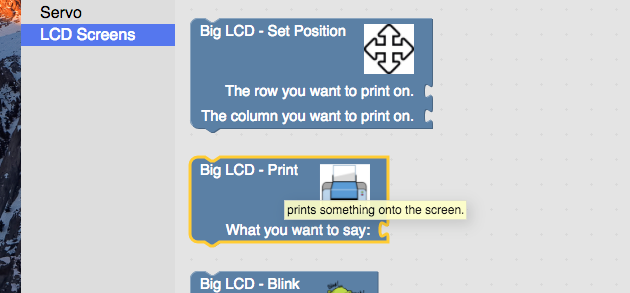 Servo
LCD Screens
Big LCD - Set Position
The row you want to print on.
The column you want to print on.
Big LCD - Print
prints something onto the screen.
What you want to say:
Big LCD - Blink